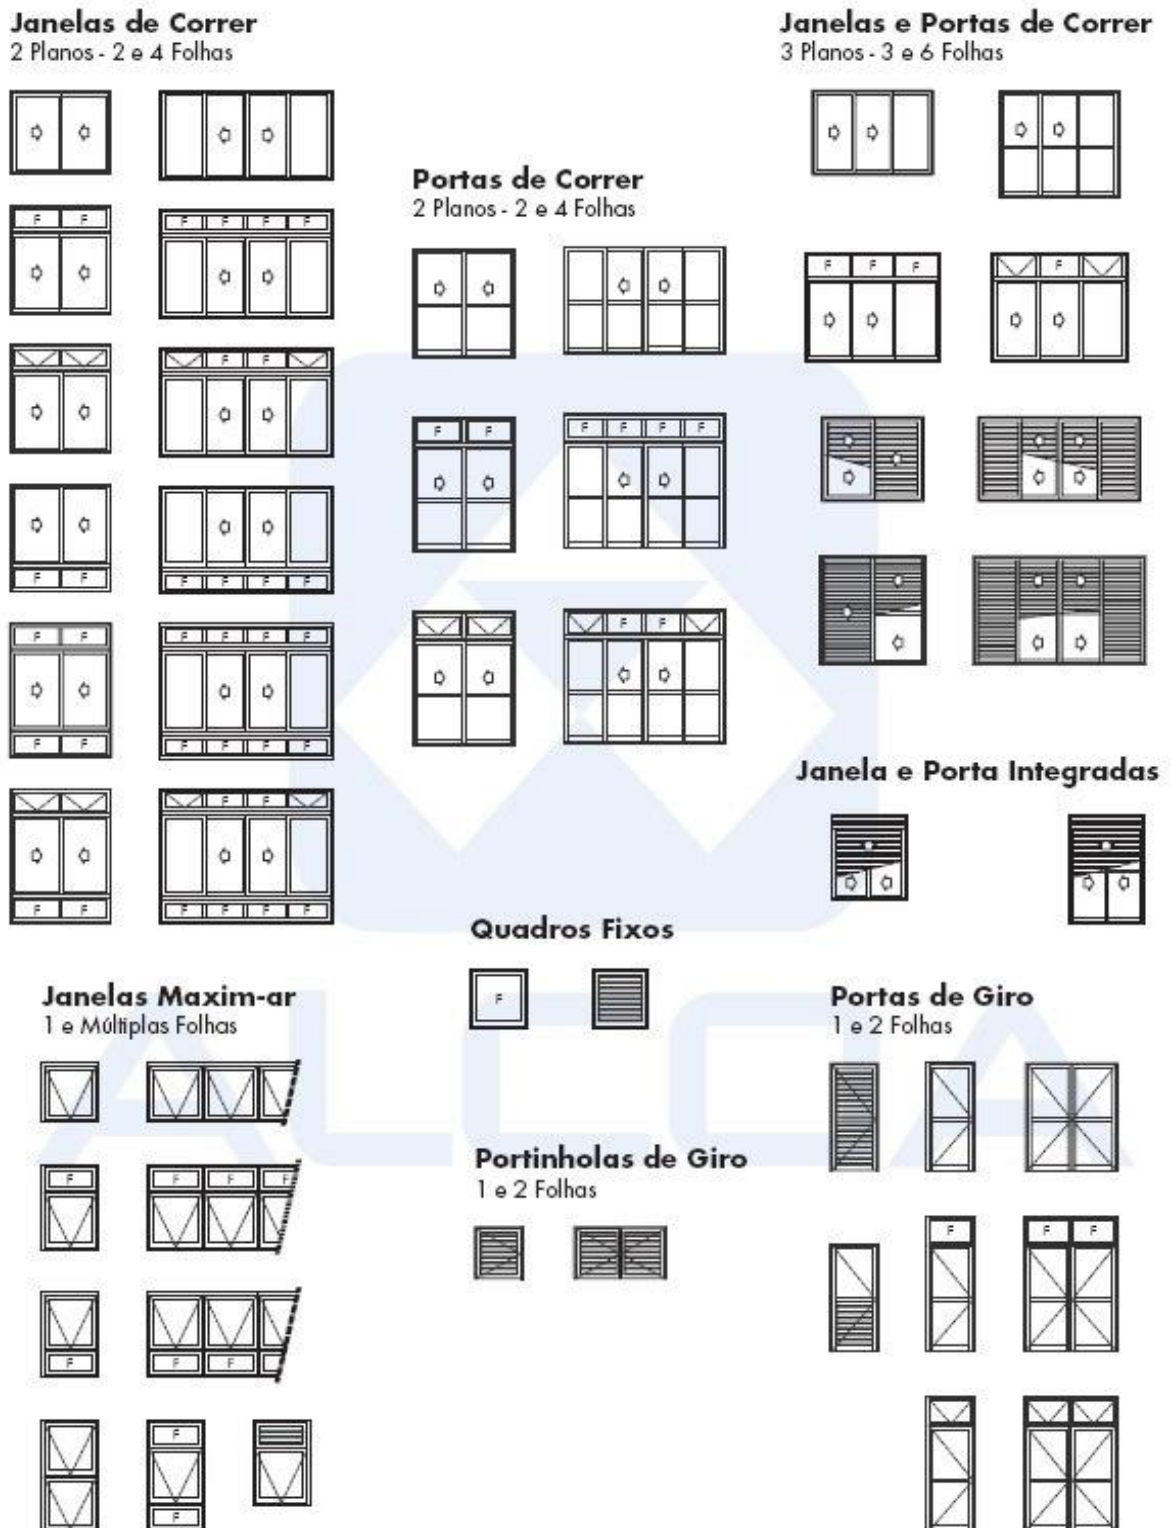 Janelas de Correr
2 Planos - 2 e 4 Folhas
F F
F F F F
F F
F F
F F F F
F F
F F F F
F F
F F F F
F F
F F
F F
F F F F
Portas de Correr
2 Planos - 2 e 4 Folhas
F F
F F F F
F F
Janelas e Portas de Correr
3 Planos - 3 e 6 Folhas
F F F
F
Janela e Porta Integradas
Quadros Fixos
F
Janelas Maxim-ar
1 e Múltiplas Folhas
F
F F F
F
F F
F
F
Portinholas de Giro
1 e 2 Folhas
Portas de Giro
1 e 2 Folhas
F
F F
ALCOA